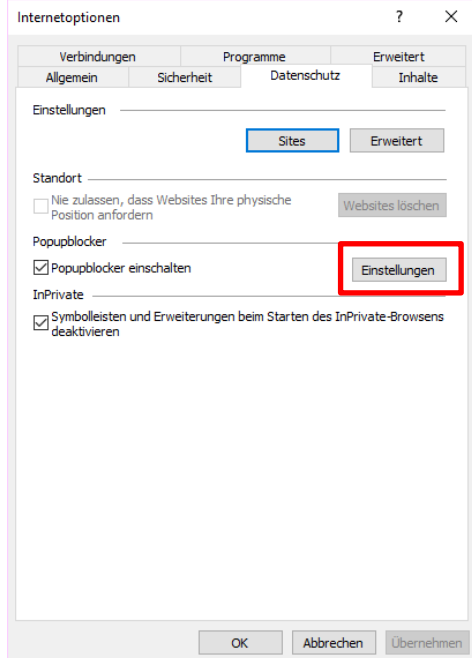 Internetoptionen ? X
Verbindungen Programme Erweitert
Allgemein Sicherheit Datenschutz Inhalte
Einstellungen
Sites Erweitert
Standort
Nie zulassen, dass Websites Ihre physische
Position anfordern
Websites löschen
Popupblocker
Popupblocker einschalten Einstellungen
InPrivate
Symbolleisten und Erweiterungen beim Starten des InPrivate-Browsens
deaktivieren
OK Abbrechen Übernehmen